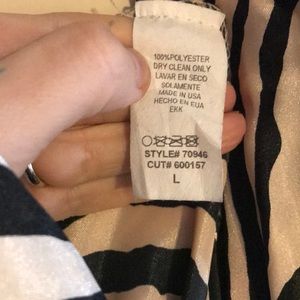 100%POLYESTER
DRY CLEAN ONLY
LAVAR EN SECO
SOLAMENTE
MADE IN USA
HECHO EN EUA
EKK
STYLE# 70946
CUT# 600157
L